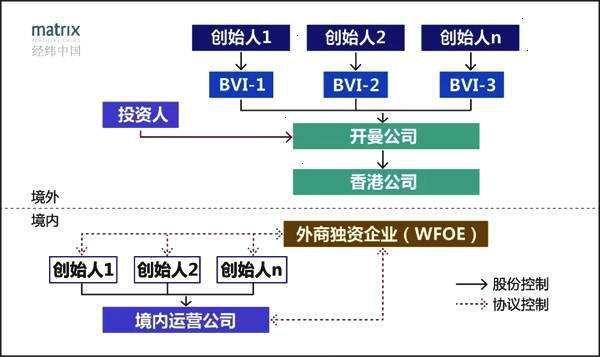 matrix
经纬中国
创始人1
创始人2
创始人n
BVI-1
BVI-2
BVI-3
投资人
开曼公司
香港公司
境外
境内
外商独资企业（WFOE）
创始人1
创始人2
创始人n
股份控制
境内运营公司
协议控制